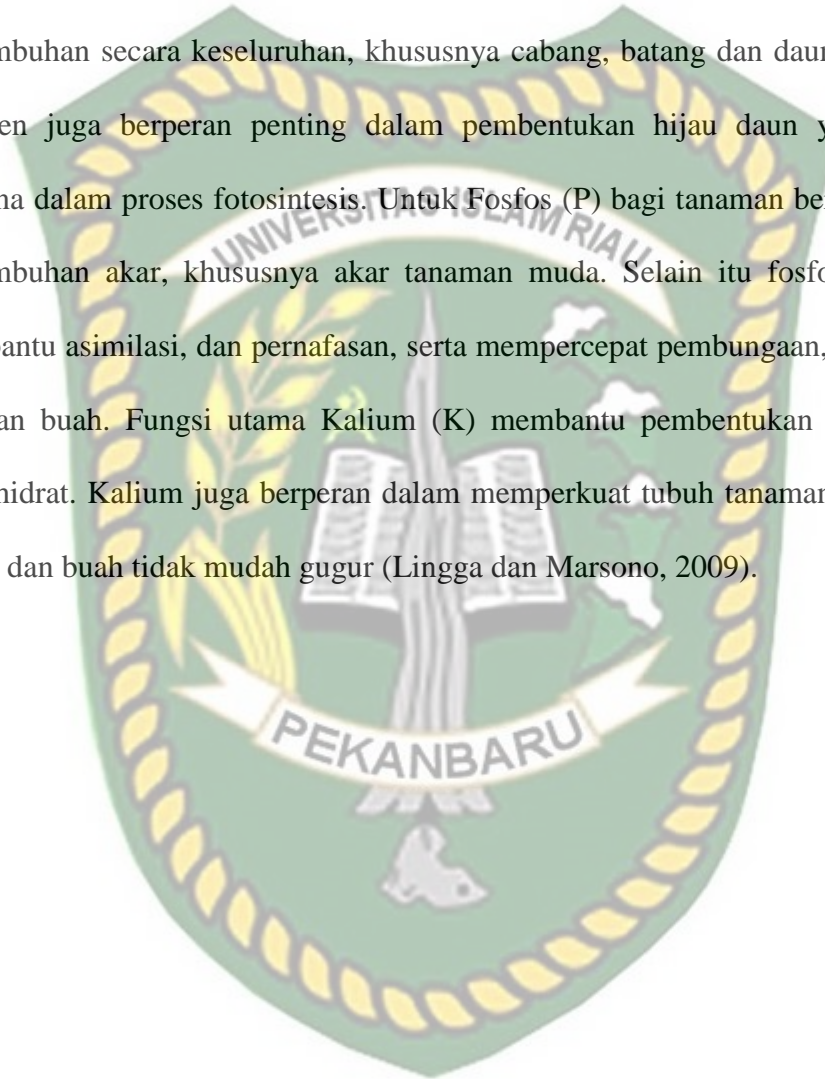 mbuhan secara keseluruhan, khususnya cabang, batang dan daun
en juga berperan penting dalam pembentukan hijau daun y
na dalam proses fotosintesis. Untuk Fosfos (P) bagi tanaman be
UNIVERSITAS ISLAM RIAU
mbuhan akar, khususnya akar tanaman muda. Selain itu fosfo
bantu asimilasi, dan pernafasan, serta mempercepat pembungaan,
an buah. Fungsi utama Kalium (K) membantu pembentukan
hidrat. Kalium juga berperan dalam memperkuat tubuh tanaman
dan buah tidak mudah gugur (Lingga dan Marsono, 2009).
PEKANBARU